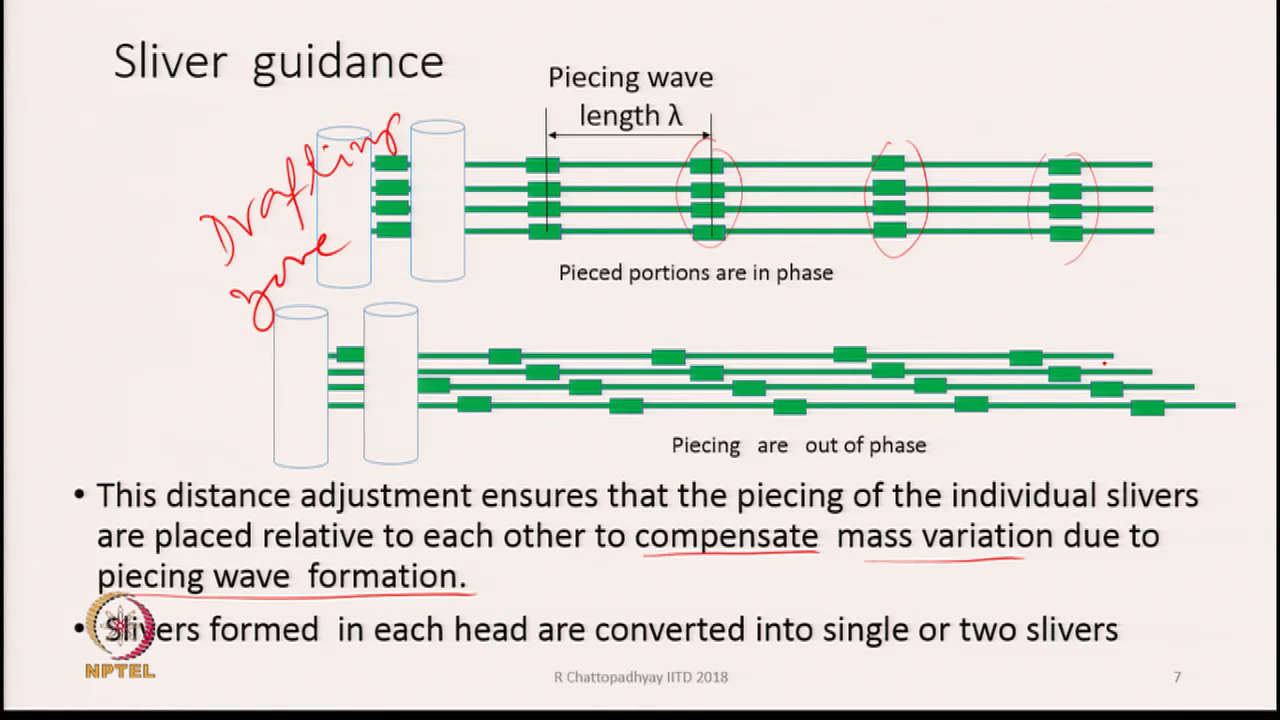 Sliver guidance
Piecing wave
length λ
Drafting
zone
Pieced portions are in phase
Piecing are out of phase
• This distance adjustment ensures that the piecing of the individual slivers
are placed relative to each other to compensate mass variation due to
piecing wave formation.
• Slivers formed in each head are converted into single or two slivers
NPTEL
R Chattopadhyay IITD 2018
7